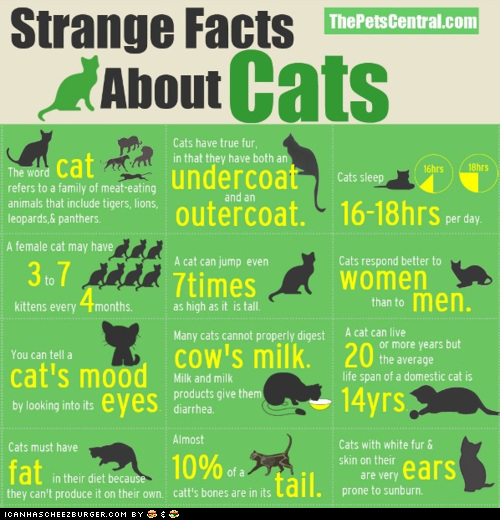 Strange Facts
About Cats
ThePetsCentral.com
The word cat
refers to a family of meat-eating
animals that include tigers, lions,
leopards,& panthers.
Cats have true fur,
in that they have both an
undercoat
and an
outercoat.
Cats sleep
16hrs
18hrs
16-18hrs per day.
A female cat may have
3 to 7
kittens every 4months.
A cat can jump even
7times
as high as it is tall.
Cats respond better to
women
than to men.
You can tell a
cat's mood
by looking into its eyes.
Many cats cannot properly digest
cow's milk.
Milk and milk
products give them
diarrhea.
A cat can live
20 or more years but
the average
life span of a domestic cat is
14yrs
Cats must have
fat in their diet because
they can't produce it on their own.
Almost
10% of a
catt's bones are in its tail.
Cats with white fur &
skin on their ears
are very
prone to sunburn.
ICANHASCHEEZBURGER.COM BY